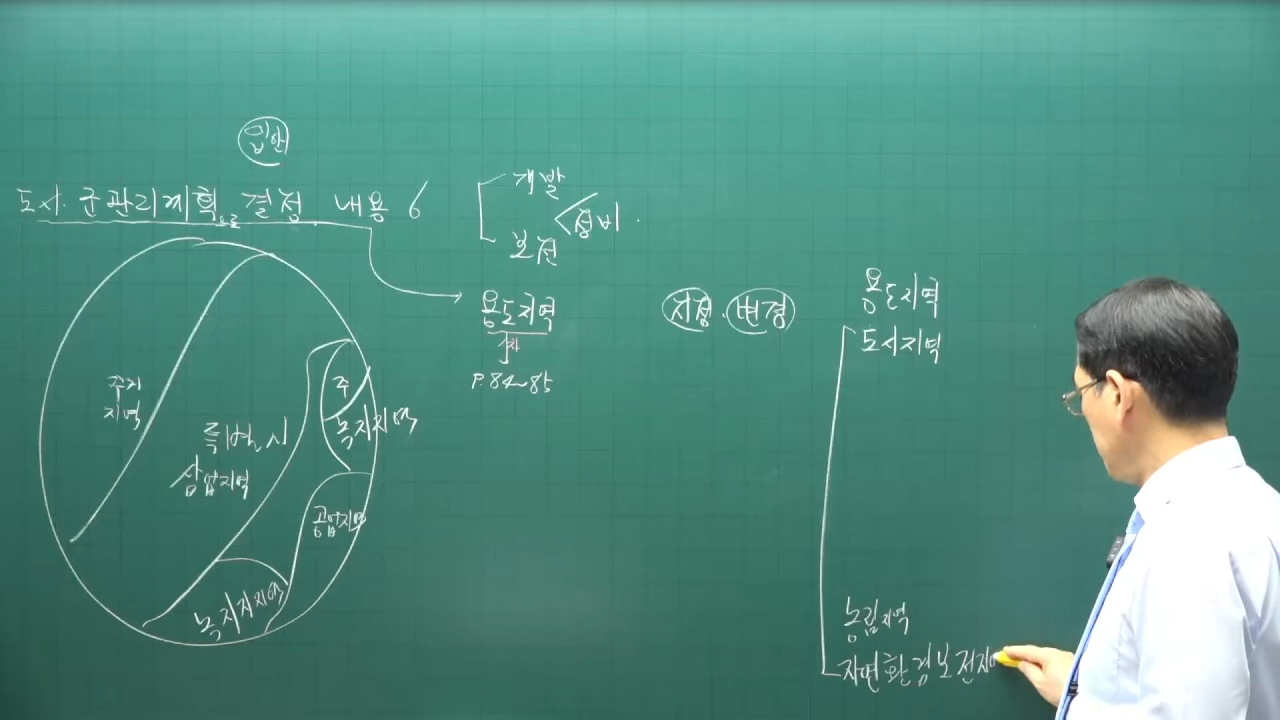 입안
도시·군관리계획으로 결정 내용 6
개발
정비
보전
용도지역
1차
P.84~85
지정·변경
용도지역
도시지역
농림지역
자연환경보전지역
주거
지역
특별시
상업지역
주
녹지지역
공업지역
녹지지역